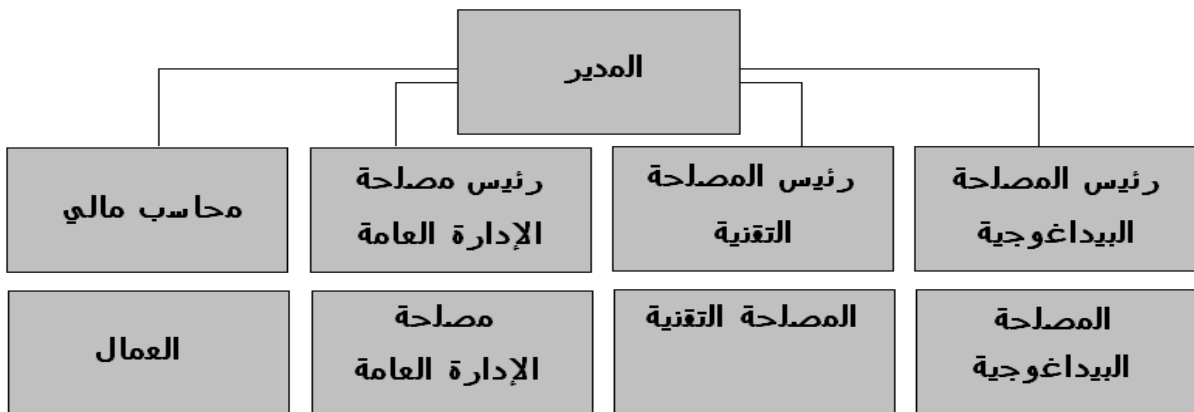 المدير
رئيس المصلحة
البيداغوجية
رئيس المصلحة
التقنية
رئيس مصلحة
الإدارة العامة
محاسب مالي
المصلحة
البيداغوجية
المصلحة التقنية
مصلحة
الإدارة العامة
العمال